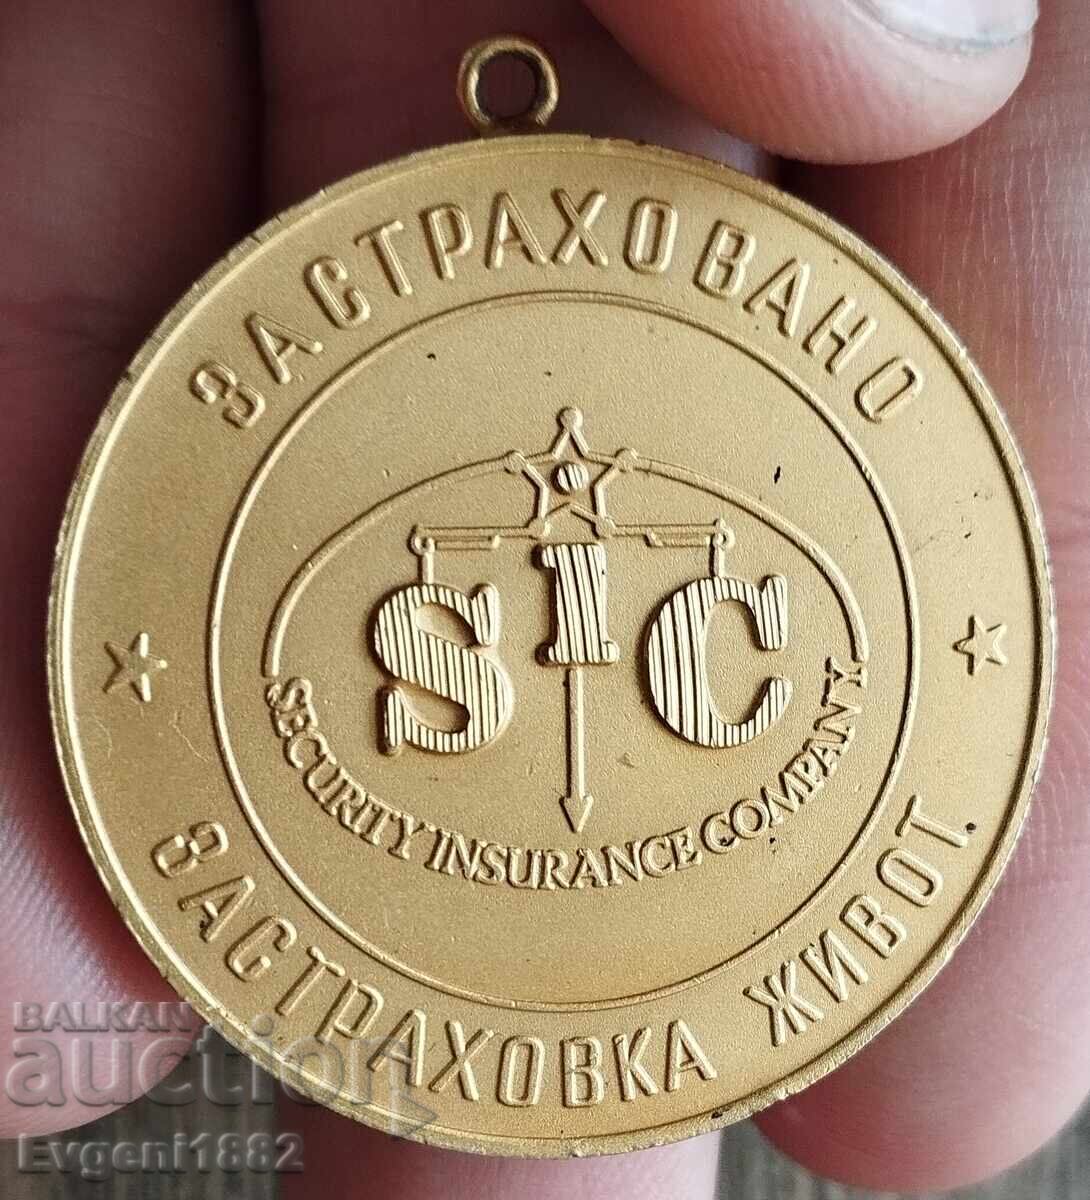 ЗАСТРАХОВАНО
SIC
SECURITY INSURANCE COMPANY
ЗАСТРАХОВКА ЖИВОТ
BALKAN
auction
Evgeni1882